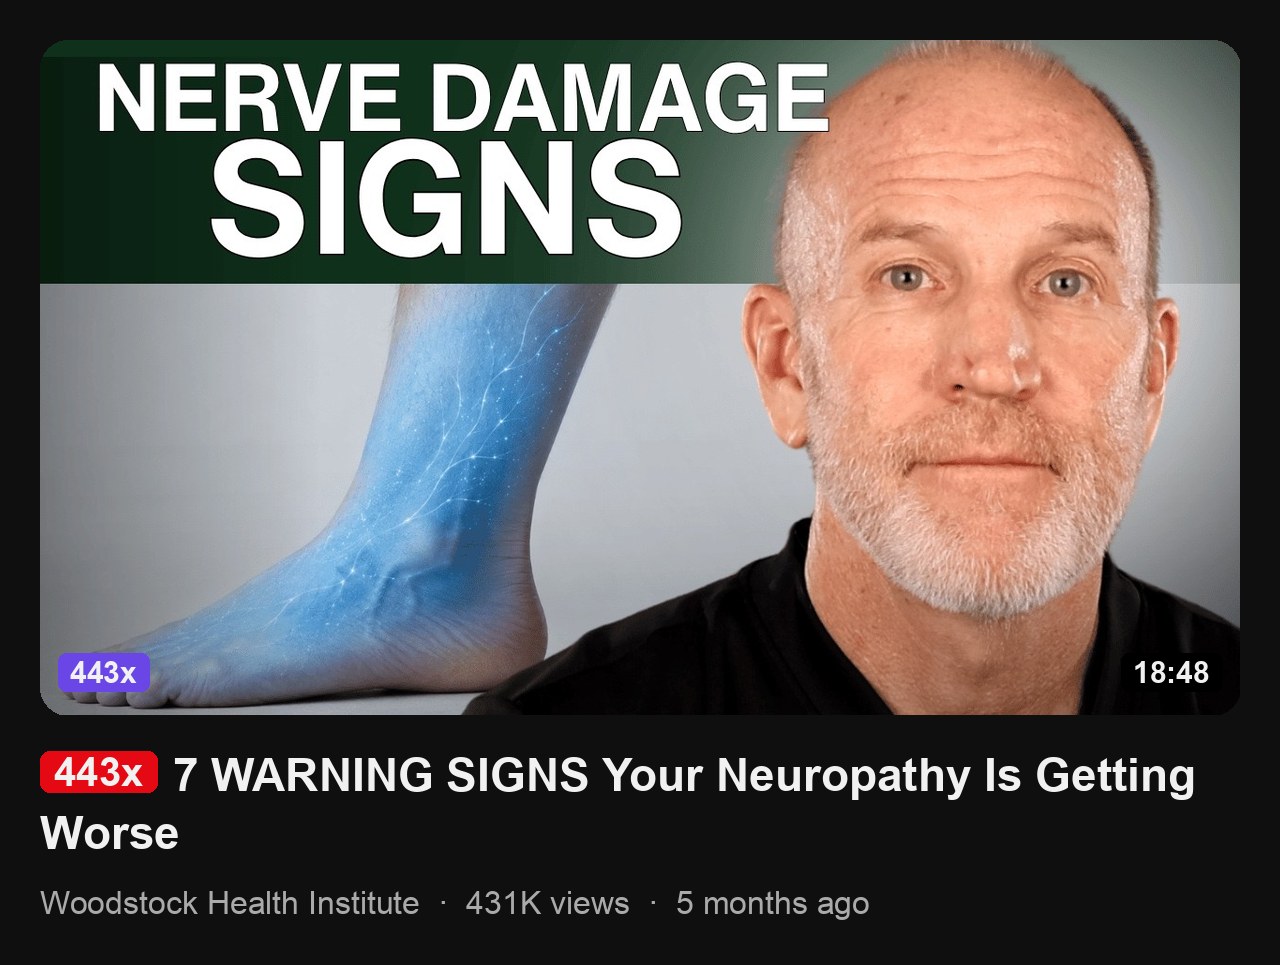 NERVE DAMAGE
SIGNS
443x
18:48
443x 7 WARNING SIGNS Your Neuropathy Is Getting
Worse
Woodstock Health Institute · 431K views · 5 months ago